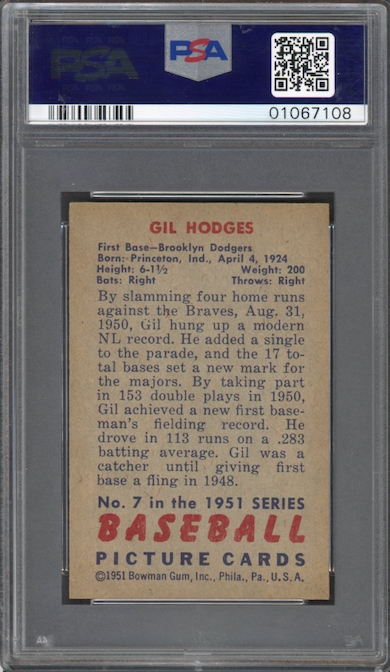 PSA
PSA
01067108
GIL HODGES
First Base—Brooklyn Dodgers
Born: Princeton, Ind., April 4, 1924
Height: 6-1½ Weight: 200
Bats: Right Throws: Right
By slamming four home runs
against the Braves, Aug. 31,
1950, Gil hung up a modern
NL record. He added a single
to the parade, and the 17 to-
tal bases set a new mark for
the majors. By taking part
in 153 double plays in 1950,
Gil achieved a new first base-
man's fielding record. He
drove in 113 runs on a .283
batting average. Gil was a
catcher until giving first
base a fling in 1948.
No. 7 in the 1951 SERIES
BASEBALL
PICTURE CARDS
©1951 Bowman Gum, Inc., Phila., Pa., U.S.A.